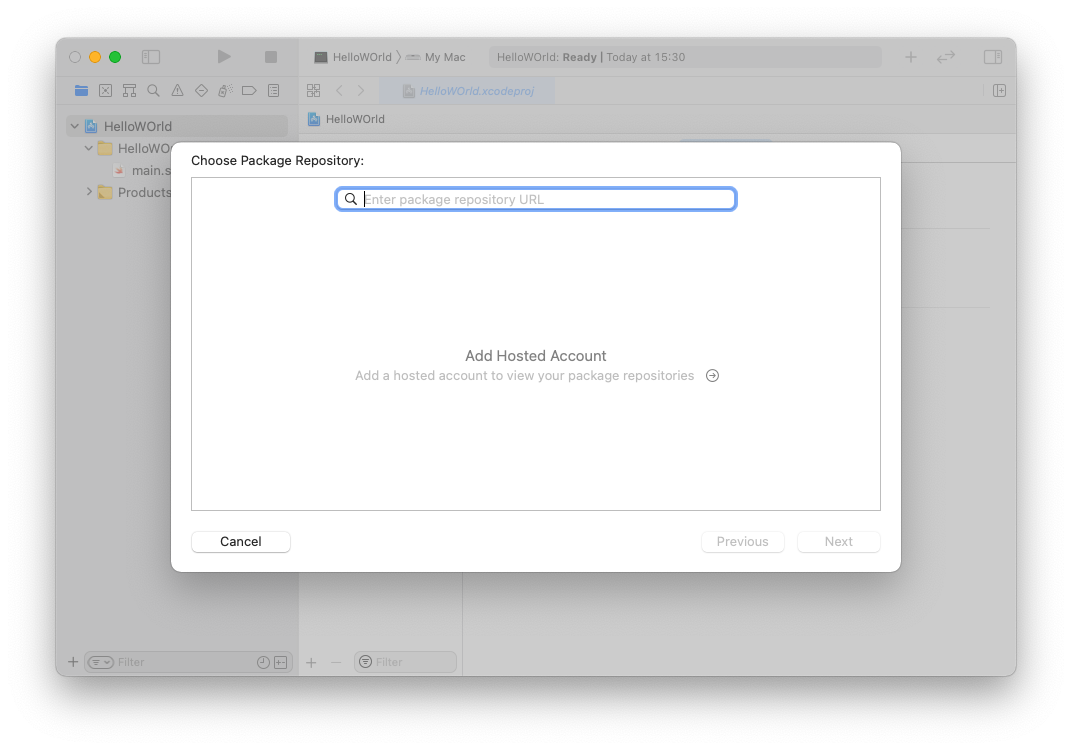 HelloWOrld 〉 My Mac
HelloWOrld: Ready | Today at 15:30
HelloWOrld.xcodeproj
HelloWOrld
HelloWOrld
HelloWO
main.s
Products
Choose Package Repository:
Enter package repository URL
Add Hosted Account
Add a hosted account to view your package repositories
Cancel
Previous
Next
Filter
Filter